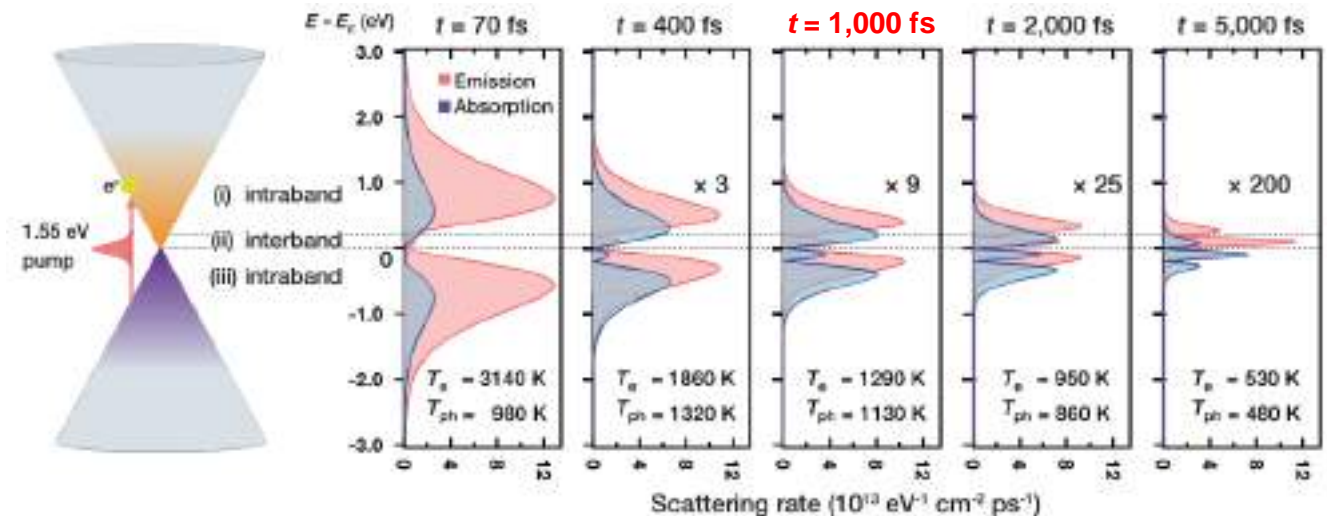 E - E_F (eV)
t = 70 fs
t = 400 fs
t = 1,000 fs
t = 2,000 fs
t = 5,000 fs
3.0
2.0
1.0
0
-1.0
-2.0
-3.0
Emission
Absorption
× 3
× 9
× 25
× 200
e-
1.55 eV
pump
(i) intraband
(ii) interband
(iii) intraband
T_e = 3140 K
T_ph = 980 K
T_e = 1860 K
T_ph = 1320 K
T_e = 1290 K
T_ph = 1130 K
T_e = 950 K
T_ph = 860 K
T_e = 530 K
T_ph = 480 K
0 4 8 12
0 4 8 12
0 4 8 12
0 4 8 12
0 4 8 12
Scattering rate (10¹³ eV⁻¹ cm⁻² ps⁻¹)